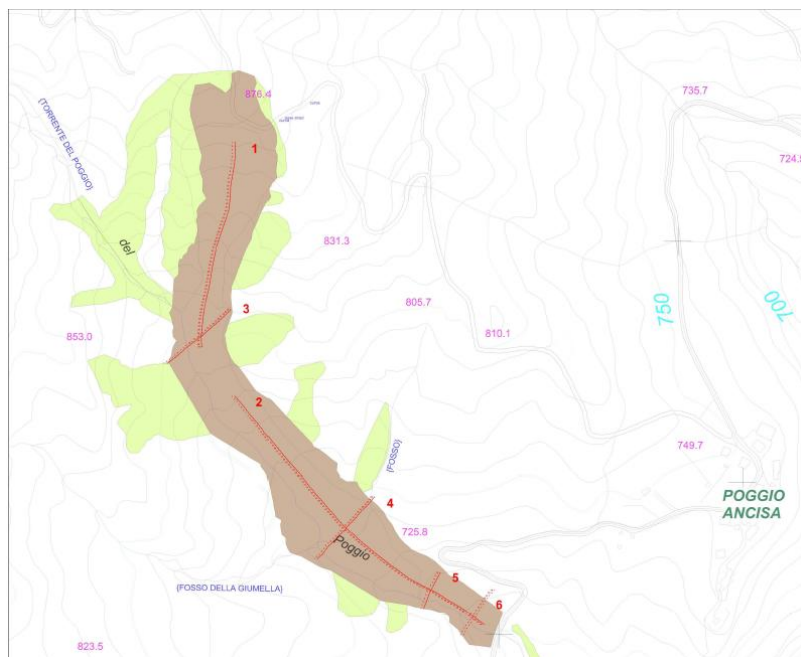 876.4
735.7
(TORRENTE DEL POGGIO)
1
724.
del
831.3
750
700
3
805.7
853.0
810.1
2
749.7
(FOSSO)
POGGIO
ANCISA
4
725.8
Poggio
5
(FOSSO DELLA GIUMELLA)
6
823.5